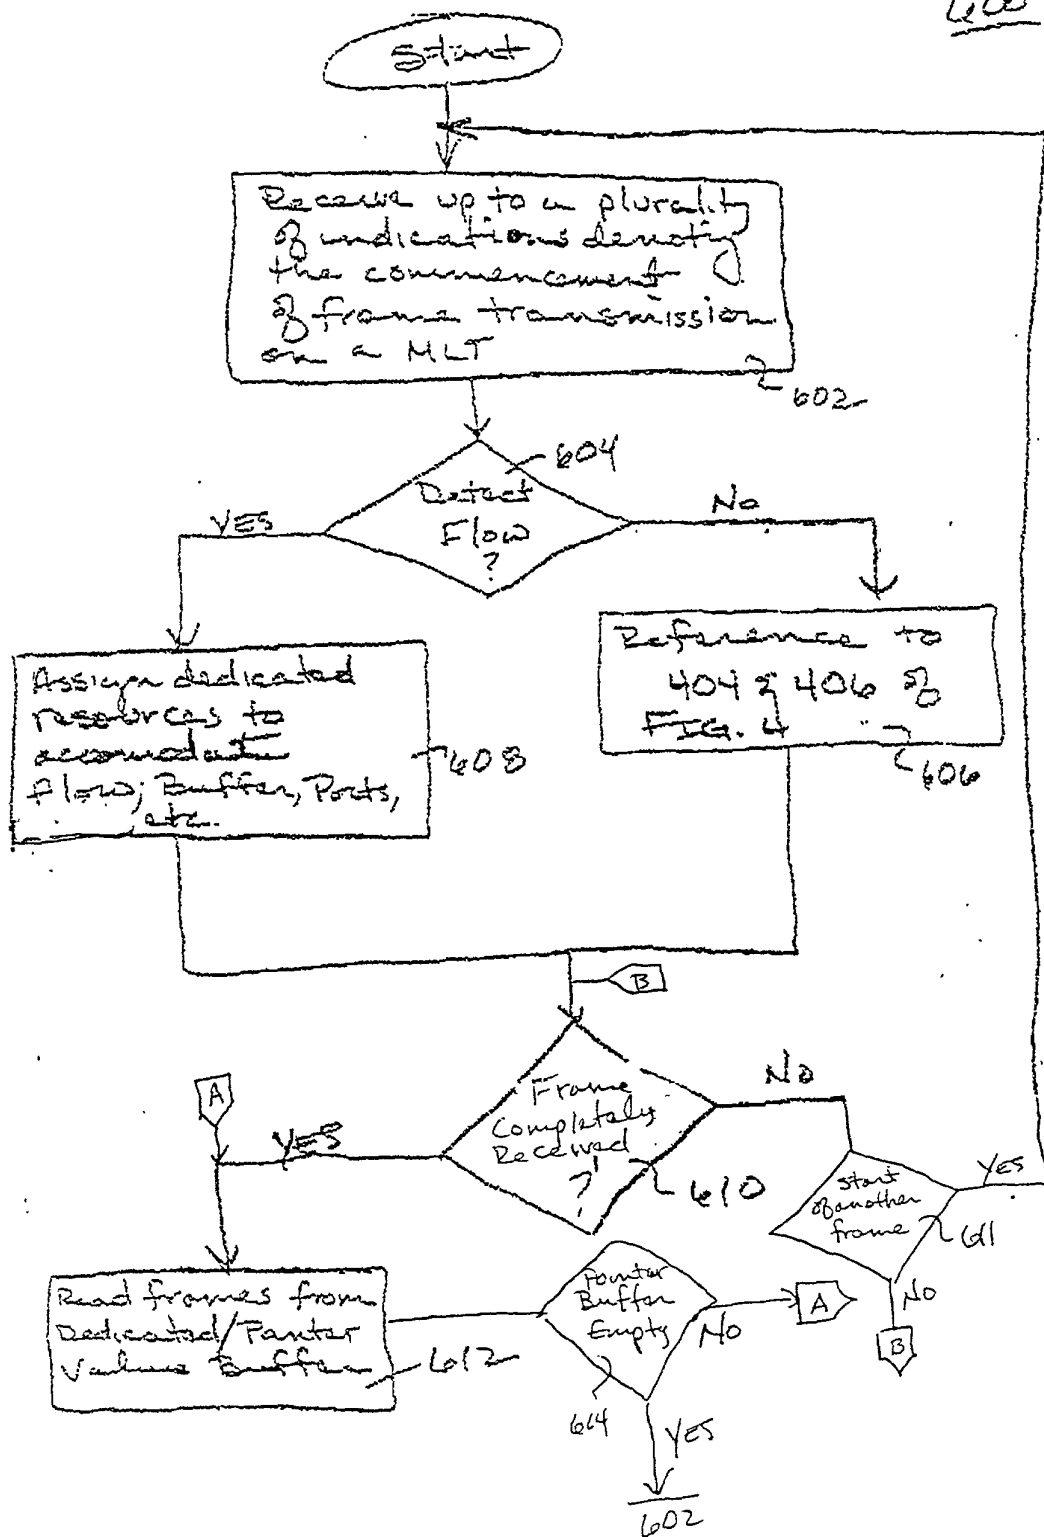 600
Start
Receive up to a plurality
of indications denoting
the commencement
of frame transmission
on a MLT
602
604
Detect
Flow
?
YES
No
Assign dedicated
resources to
accomodate
flow; Buffer, Ports,
etc.
608
Reference to
404 & 406 of
FIG. 4
606
B
A
YES
Frame
Completely
Received
?
610
No
Start
of another
frame
611
YES
No
B
Read frames from
Dedicated/Pointer
Values Buffer
612
Pointer
Buffer
Empty
614
No
A
YES
602